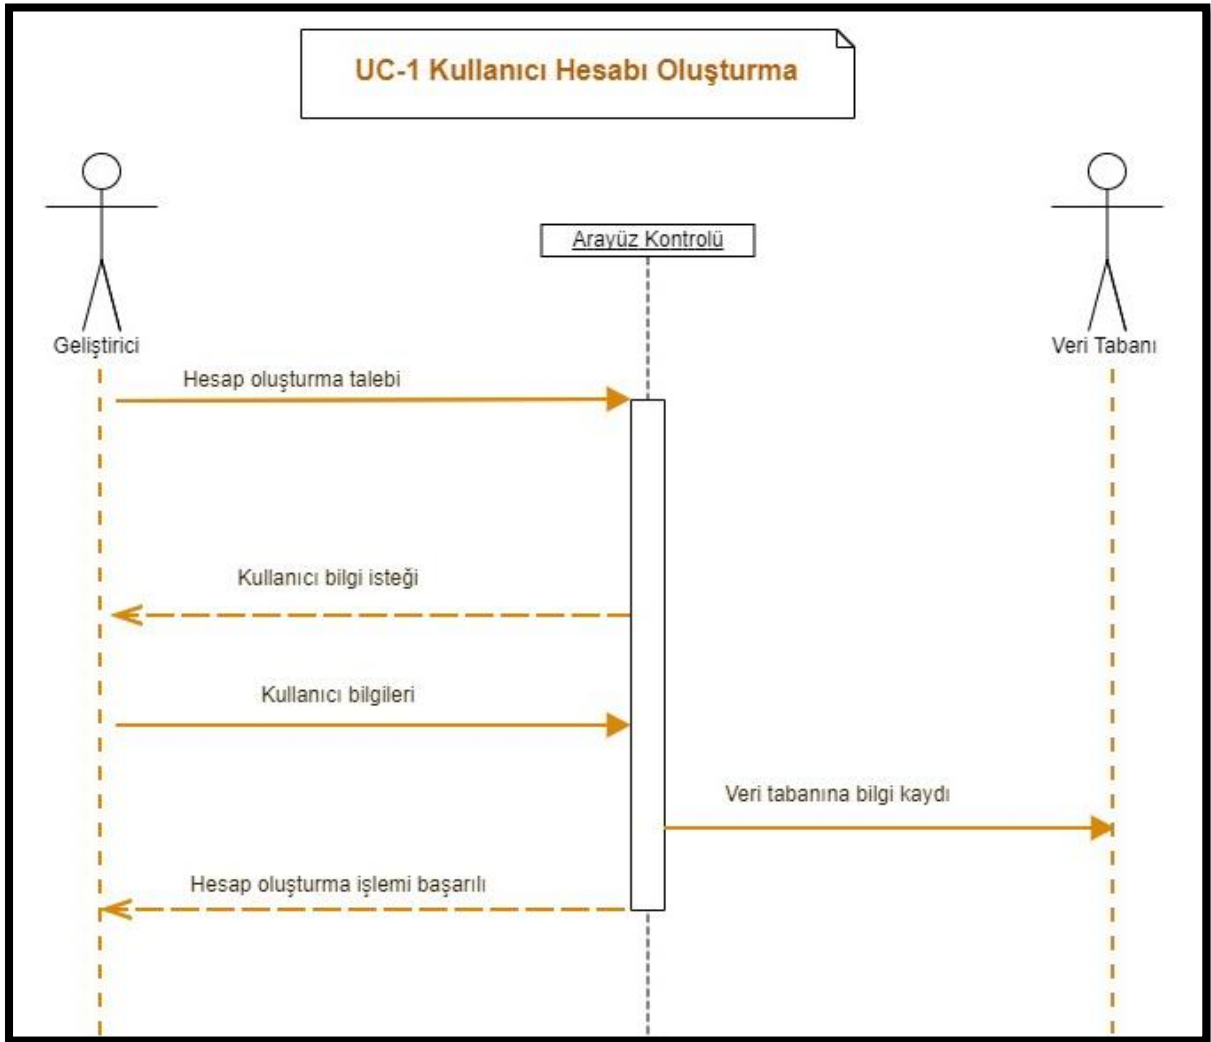 UC-1 Kullanıcı Hesabı Oluşturma
Arayüz Kontrolü
Geliştirici
Veri Tabanı
Hesap oluşturma talebi
Kullanıcı bilgi isteği
Kullanıcı bilgileri
Veri tabanına bilgi kaydı
Hesap oluşturma işlemi başarılı